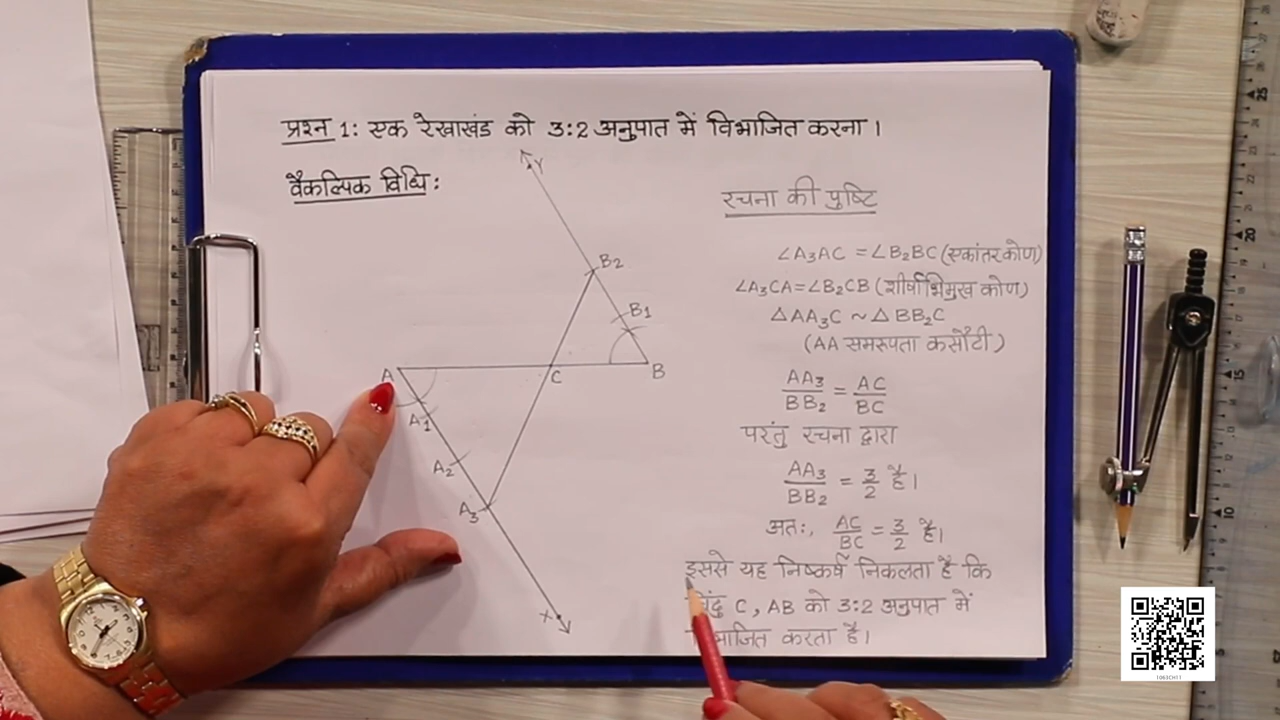 प्रश्न 1: एक रेखाखंड को 3:2 अनुपात में विभाजित करना।
वैकल्पिक विधि:
Y
B2
B1
A
C
B
A1
A2
A3
X
रचना की पुष्टि
∠A3AC = ∠B2BC (एकांतर कोण)
∠A3CA = ∠B2CB (शीर्षाभिमुख कोण)
△AA3C ~ △BB2C
(AA समरूपता कसौटी)
AA3/BB2 = AC/BC
परंतु रचना द्वारा
AA3/BB2 = 3/2 है।
अतः, AC/BC = 3/2 है।
इससे यह निष्कर्ष निकलता है कि
C, AB को 3:2 अनुपात में
करता है।
1063CH11